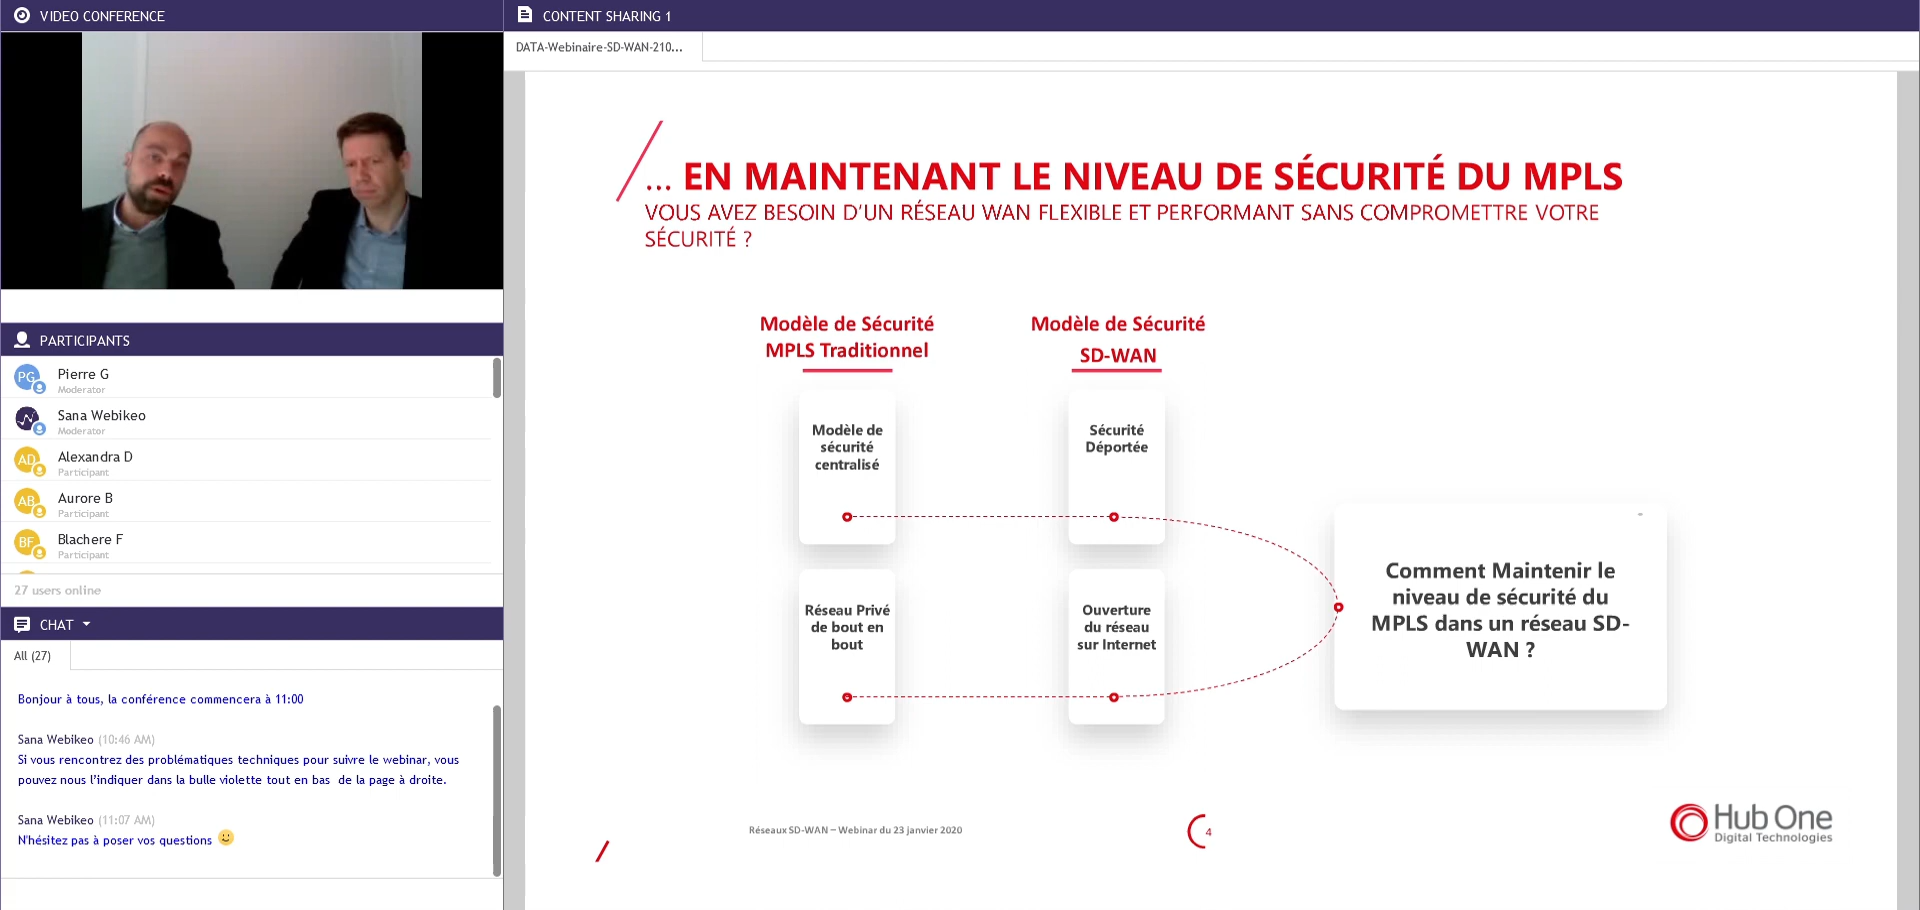 VIDEO CONFERENCE
PARTICIPANTS
PG
Pierre G
Moderator
Sana Webikeo
Moderator
AD
Alexandra D
Participant
AB
Aurore B
Participant
BF
Blachere F
Participant
27 users online
CHAT
All (27)
Bonjour à tous, la conférence commencera à 11:00
Sana Webikeo (10:46 AM)
Si vous rencontrez des problématiques techniques pour suivre le webinar, vous
pouvez nous l'indiquer dans la bulle violette tout en bas  de la page à droite.
Sana Webikeo (11:07 AM)
N'hésitez pas à poser vos questions 🙂
CONTENT SHARING 1
DATA-Webinaire-SD-WAN-210...
... EN MAINTENANT LE NIVEAU DE SÉCURITÉ DU MPLS
VOUS AVEZ BESOIN D'UN RÉSEAU WAN FLEXIBLE ET PERFORMANT SANS COMPROMETTRE VOTRE
SÉCURITÉ ?
Modèle de Sécurité
MPLS Traditionnel
Modèle de Sécurité
SD-WAN
Modèle de
sécurité
centralisé
Sécurité
Déportée
Réseau Privé
de bout en
bout
Ouverture
du réseau
sur Internet
Comment Maintenir le
niveau de sécurité du
MPLS dans un réseau SD-
WAN ?
Réseaux SD-WAN – Webinar du 23 janvier 2020
4
Hub One
Digital Technologies